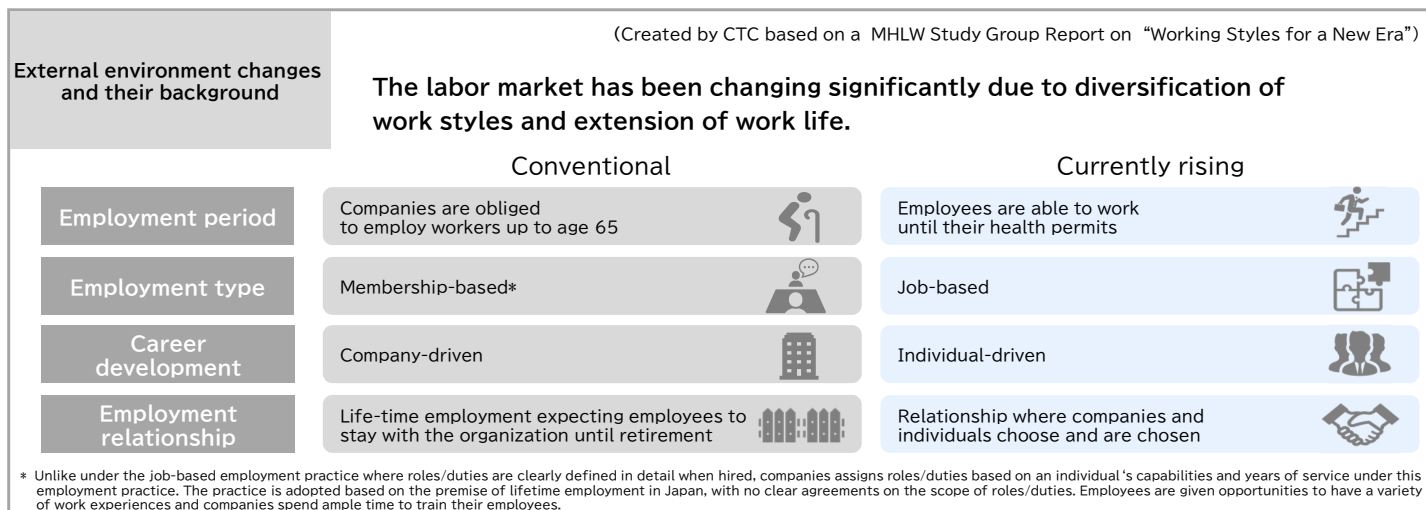 (Created by CTC based on a MHLW Study Group Report on “Working Styles for a New Era”)
External environment changes
and their background
The labor market has been changing significantly due to diversification of
work styles and extension of work life.
Conventional
Currently rising
Employment period
Companies are obliged
to employ workers up to age 65
Employees are able to work
until their health permits
Employment type
Membership-based*
Job-based
Career
development
Company-driven
Individual-driven
Employment
relationship
Life-time employment expecting employees to
stay with the organization until retirement
Relationship where companies and
individuals choose and are chosen
* Unlike under the job-based employment practice where roles/duties are clearly defined in detail when hired, companies assigns roles/duties based on an individual‘s capabilities and years of service under this
employment practice. The practice is adopted based on the premise of lifetime employment in Japan, with no clear agreements on the scope of roles/duties. Employees are given opportunities to have a variety
of work experiences and companies spend ample time to train their employees.